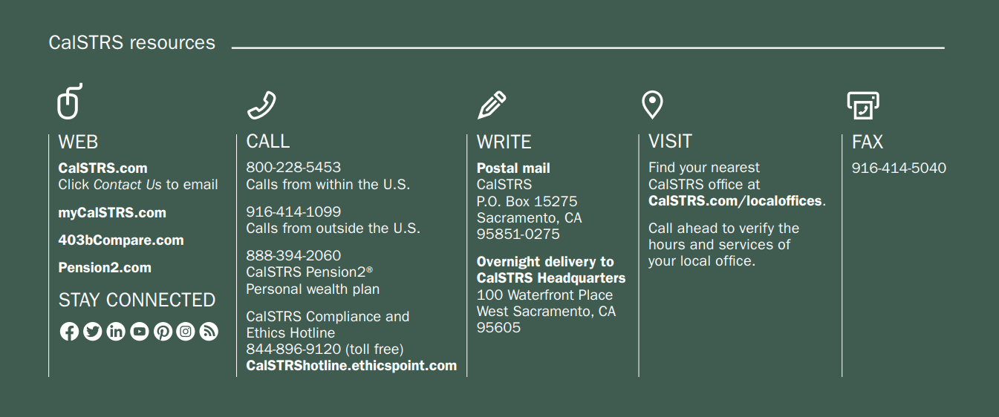 CalSTRS resources
WEB
CalSTRS.com
Click Contact Us to email
myCalSTRS.com
403bCompare.com
Pension2.com
STAY CONNECTED
CALL
800-228-5453
Calls from within the U.S.
916-414-1099
Calls from outside the U.S.
888-394-2060
CalSTRS Pension2®
Personal wealth plan
CalSTRS Compliance and
Ethics Hotline
844-896-9120 (toll free)
CalSTRShotline.ethicspoint.com
WRITE
Postal mail
CalSTRS
P.O. Box 15275
Sacramento, CA
95851-0275
Overnight delivery to
CalSTRS Headquarters
100 Waterfront Place
West Sacramento, CA
95605
VISIT
Find your nearest
CalSTRS office at
CalSTRS.com/localoffices.
Call ahead to verify the
hours and services of
your local office.
FAX
916-414-5040